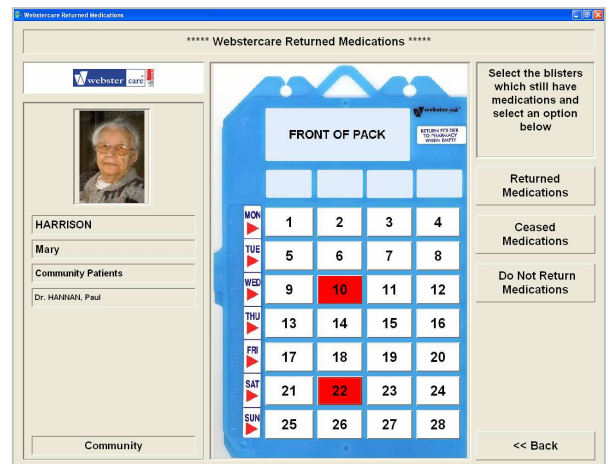 Webstercare Returned Medications
***** Webstercare Returned Medications *****
Webster care
HARRISON
Mary
Community Patients
Dr. HANNAN, Paul
Community
webster-pak
FRONT OF PACK
RETURN FOLDER
TO PHARMACY
WHEN EMPTY
MON 1 2 3 4
TUE 5 6 7 8
WED 9 10 11 12
THU 13 14 15 16
FRI 17 18 19 20
SAT 21 22 23 24
SUN 25 26 27 28
Select the blisters
which still have
medications and
select an option
below
Returned
Medications
Ceased
Medications
Do Not Return
Medications
<< Back